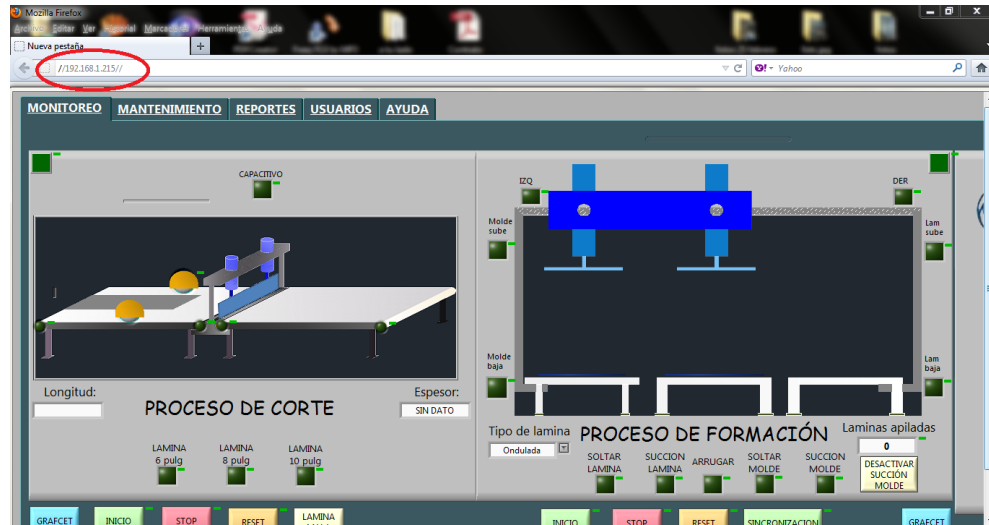 Mozilla Firefox
Archivo Editar Ver Historial Marcadores Herramientas Ayuda
Nueva pestaña
+
//192.168.1.215//
Yahoo
MONITOREO MANTENIMIENTO REPORTES USUARIOS AYUDA
CAPACITIVO
IZQ
DER
Molde
sube
Lam
sube
Molde
baja
Lam
baja
Longitud:
Espesor:
SIN DATO
PROCESO DE CORTE
LAMINA
6 pulg
LAMINA
8 pulg
LAMINA
10 pulg
Tipo de lamina
Ondulada
PROCESO DE FORMACIÓN
Laminas apiladas
0
SOLTAR
LAMINA
SUCCION
LAMINA
ARRUGAR
SOLTAR
MOLDE
SUCCION
MOLDE
DESACTIVAR
SUCCIÓN
MOLDE
GRAFCET
INICIO
STOP
RESET
LAMINA
INICIO
STOP
RESET
SINCRONIZACION
GRAFCET